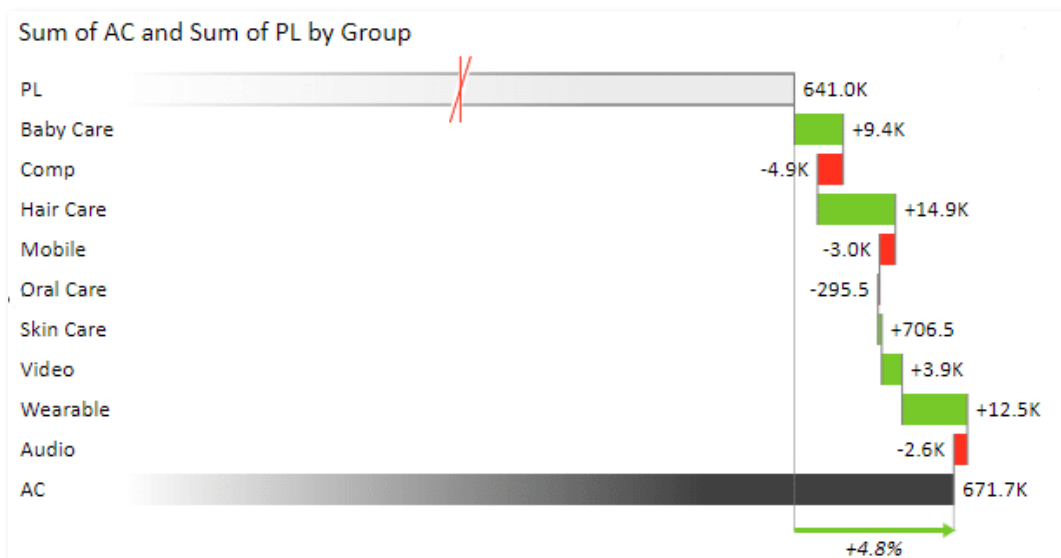 Sum of AC and Sum of PL by Group
PL 641.0K
Baby Care +9.4K
Comp -4.9K
Hair Care +14.9K
Mobile -3.0K
Oral Care -295.5
Skin Care +706.5
Video +3.9K
Wearable +12.5K
Audio -2.6K
AC 671.7K
+4.8%